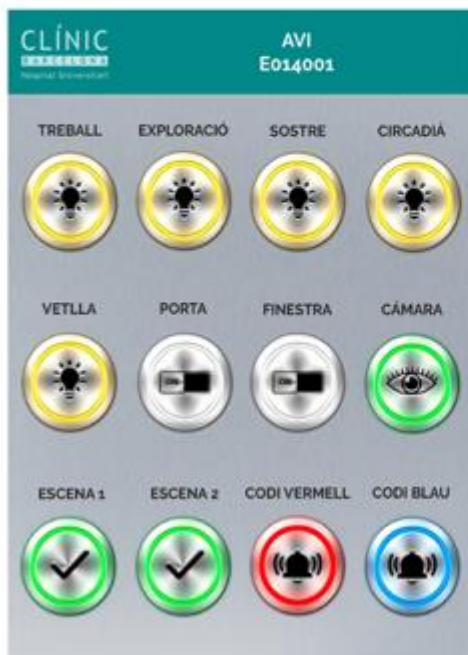 CLÍNIC
BARCELONA
Hospital Universitari
AVI
E014001
TREBALL EXPLORACIÓ SOSTRE CIRCADIÀ
VETLLA PORTA FINESTRA CÁMARA
ESCENA 1 ESCENA 2 CODI VERMELL CODI BLAU